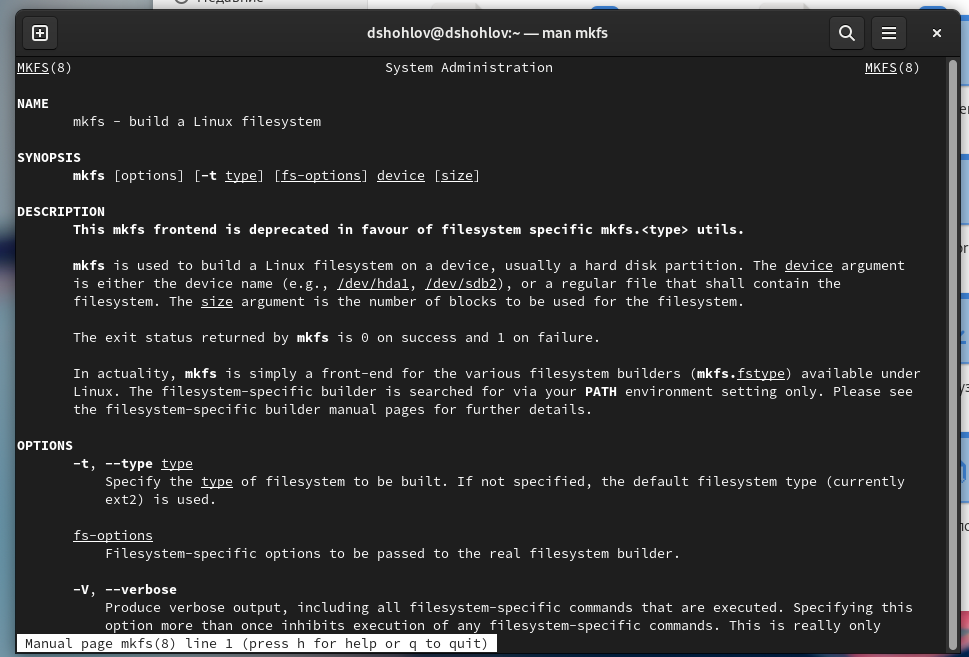 Недавние
dshohlov@dshohlov:~ — man mkfs
MKFS(8) System Administration MKFS(8)
NAME
mkfs - build a Linux filesystem
SYNOPSIS
mkfs [options] [-t type] [fs-options] device [size]
DESCRIPTION
This mkfs frontend is deprecated in favour of filesystem specific mkfs.<type> utils.
mkfs is used to build a Linux filesystem on a device, usually a hard disk partition. The device argument
is either the device name (e.g., /dev/hda1, /dev/sdb2), or a regular file that shall contain the
filesystem. The size argument is the number of blocks to be used for the filesystem.
The exit status returned by mkfs is 0 on success and 1 on failure.
In actuality, mkfs is simply a front-end for the various filesystem builders (mkfs.fstype) available under
Linux. The filesystem-specific builder is searched for via your PATH environment setting only. Please see
the filesystem-specific builder manual pages for further details.
OPTIONS
-t, --type type
Specify the type of filesystem to be built. If not specified, the default filesystem type (currently
ext2) is used.
fs-options
Filesystem-specific options to be passed to the real filesystem builder.
-V, --verbose
Produce verbose output, including all filesystem-specific commands that are executed. Specifying this
option more than once inhibits execution of any filesystem-specific commands. This is really only
Manual page mkfs(8) line 1 (press h for help or q to quit)